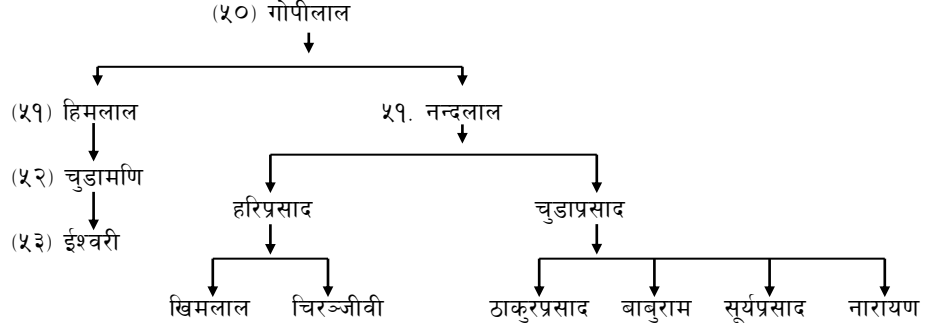 (५०) गोपीलाल
(५१) हिमलाल ५१. नन्दलाल
(५२) चुडामणि
हरिप्रसाद चुडाप्रसाद
(५३) ईश्वरी
खिमलाल चिरञ्जीवी ठाकुरप्रसाद बाबुराम सूर्यप्रसाद नारायण